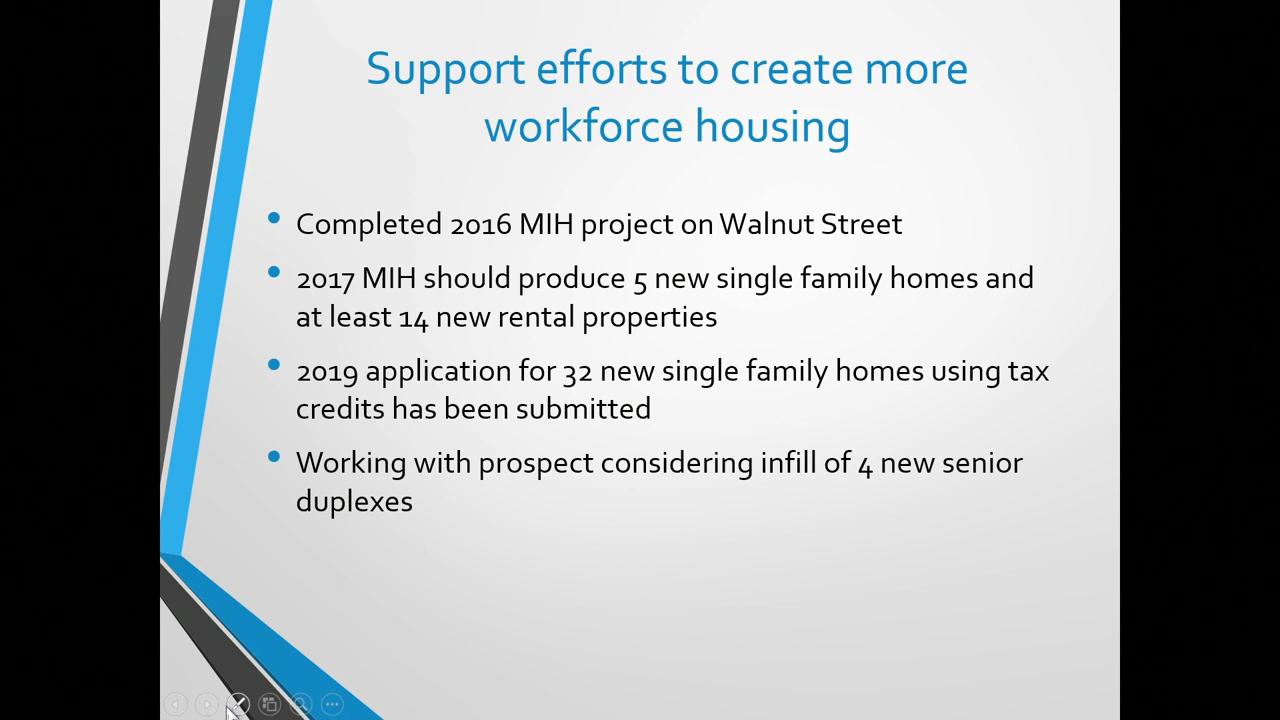 Support efforts to create more
workforce housing
• Completed 2016 MIH project on Walnut Street
• 2017 MIH should produce 5 new single family homes and
at least 14 new rental properties
• 2019 application for 32 new single family homes using tax
credits has been submitted
• Working with prospect considering infill of 4 new senior
duplexes